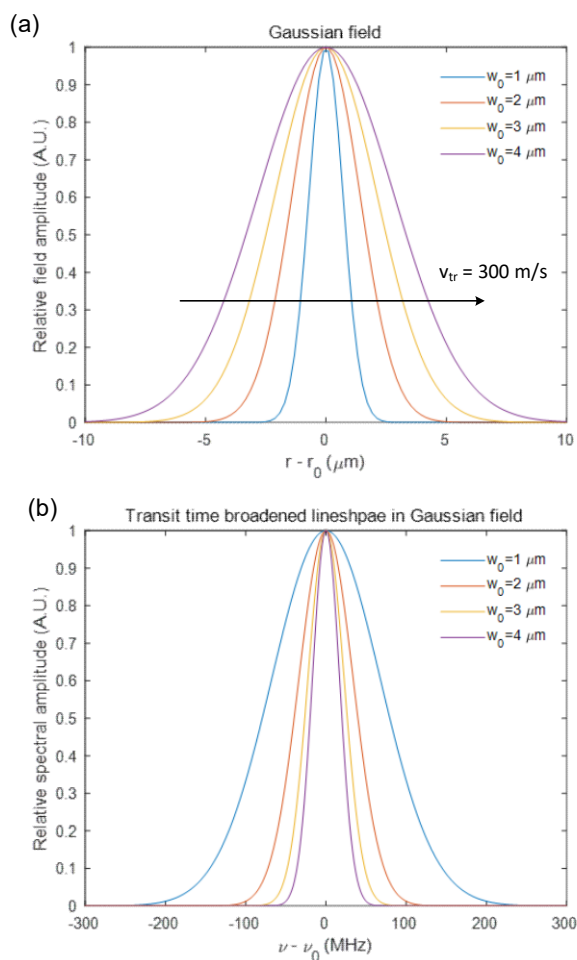 (a)
Gaussian field
1
0.9
0.8
0.7
0.6
0.5
0.4
0.3
0.2
0.1
0
Relative field amplitude (A.U.)
w0=1 μm
w0=2 μm
w0=3 μm
w0=4 μm
vtr = 300 m/s
-10
-5
0
5
10
r - r0 (μm)
(b)
Transit time broadened lineshpae in Gaussian field
1
0.9
0.8
0.7
0.6
0.5
0.4
0.3
0.2
0.1
0
Relative spectral amplitude (A.U.)
w0=1 μm
w0=2 μm
w0=3 μm
w0=4 μm
-300
-200
-100
0
100
200
300
ν - ν0 (MHz)